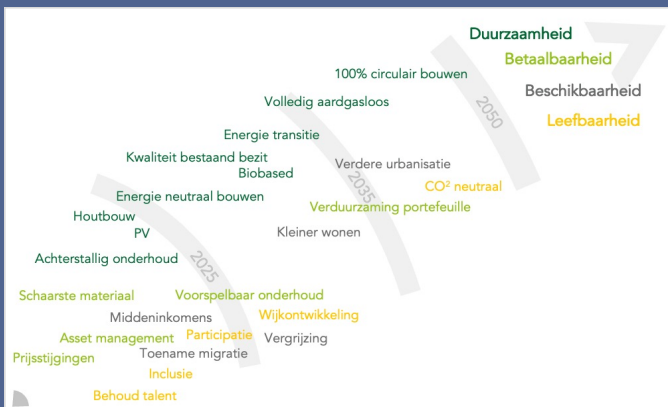 Duurzaamheid
Betaalbaarheid
100% circulair bouwen
Beschikbaarheid
Volledig aardgasloos
2050
Leefbaarheid
Energie transitie
Kwaliteit bestaand bezit
Verdere urbanisatie
Biobased
2035
CO² neutraal
Energie neutraal bouwen
Verduurzaming portefeuille
Houtbouw
PV
Kleiner wonen
Achterstallig onderhoud
2025
Schaarste materiaal
Voorspelbaar onderhoud
Middeninkomens
Wijkontwikkeling
Asset management
Participatie
Vergrijzing
Prijsstijgingen
Toename migratie
Inclusie
Behoud talent